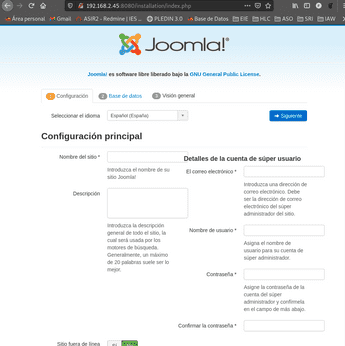 192.168.2.45:8080/installation/index.php
Área personal
Gmail
ASIR2 - Redmine | IES ...
PLEDIN 3.0
Base de Datos
EIE
HLC
ASO
SRI
IAW
Joomla!®
Joomla! es software libre liberado bajo la GNU General Public License.
1 Configuración
2 Base de datos
3 Visión general
Seleccionar el idioma
Español (España)
Siguiente
Configuración principal
Nombre del sitio *
Introduzca el nombre de su
sitio Joomla!
Descripción
Introduzca la descripción
general de todo el sitio, la
cual será usada por los
motores de búsqueda.
Generalmente, un máximo
de 20 palabras suele ser lo
mejor.
Sitio fuera de línea
Detalles de la cuenta de súper usuario
El correo electrónico *
Introduzca una dirección de
correo electrónico. Debe
ser la dirección de correo
electrónico del súper
administrador del sitio.
Nombre de usuario *
Asigna el nombre de
usuario para su cuenta de
súper administrador.
Contraseña *
Asigne la contraseña de la
cuenta del súper
administrador y confírmela
en el campo de más abajo.
Confirmar la contraseña *